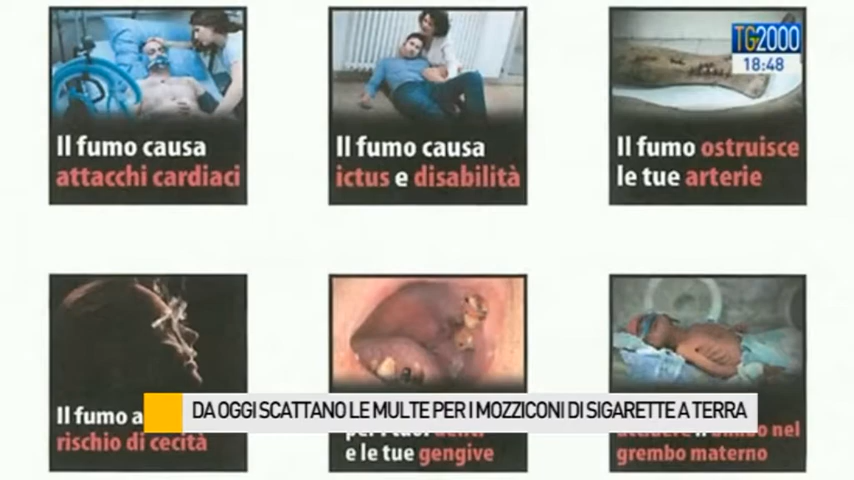 TG2000
18:48
Il fumo causa
attacchi cardiaci
Il fumo causa
ictus e disabilità
Il fumo ostruisce
le tue arterie
Il fumo a
rischio di cecità
DA OGGI SCATTANO LE MULTE PER I MOZZICONI DI SIGARETTE A TERRA
e le tue gengive
nel
grembo materno